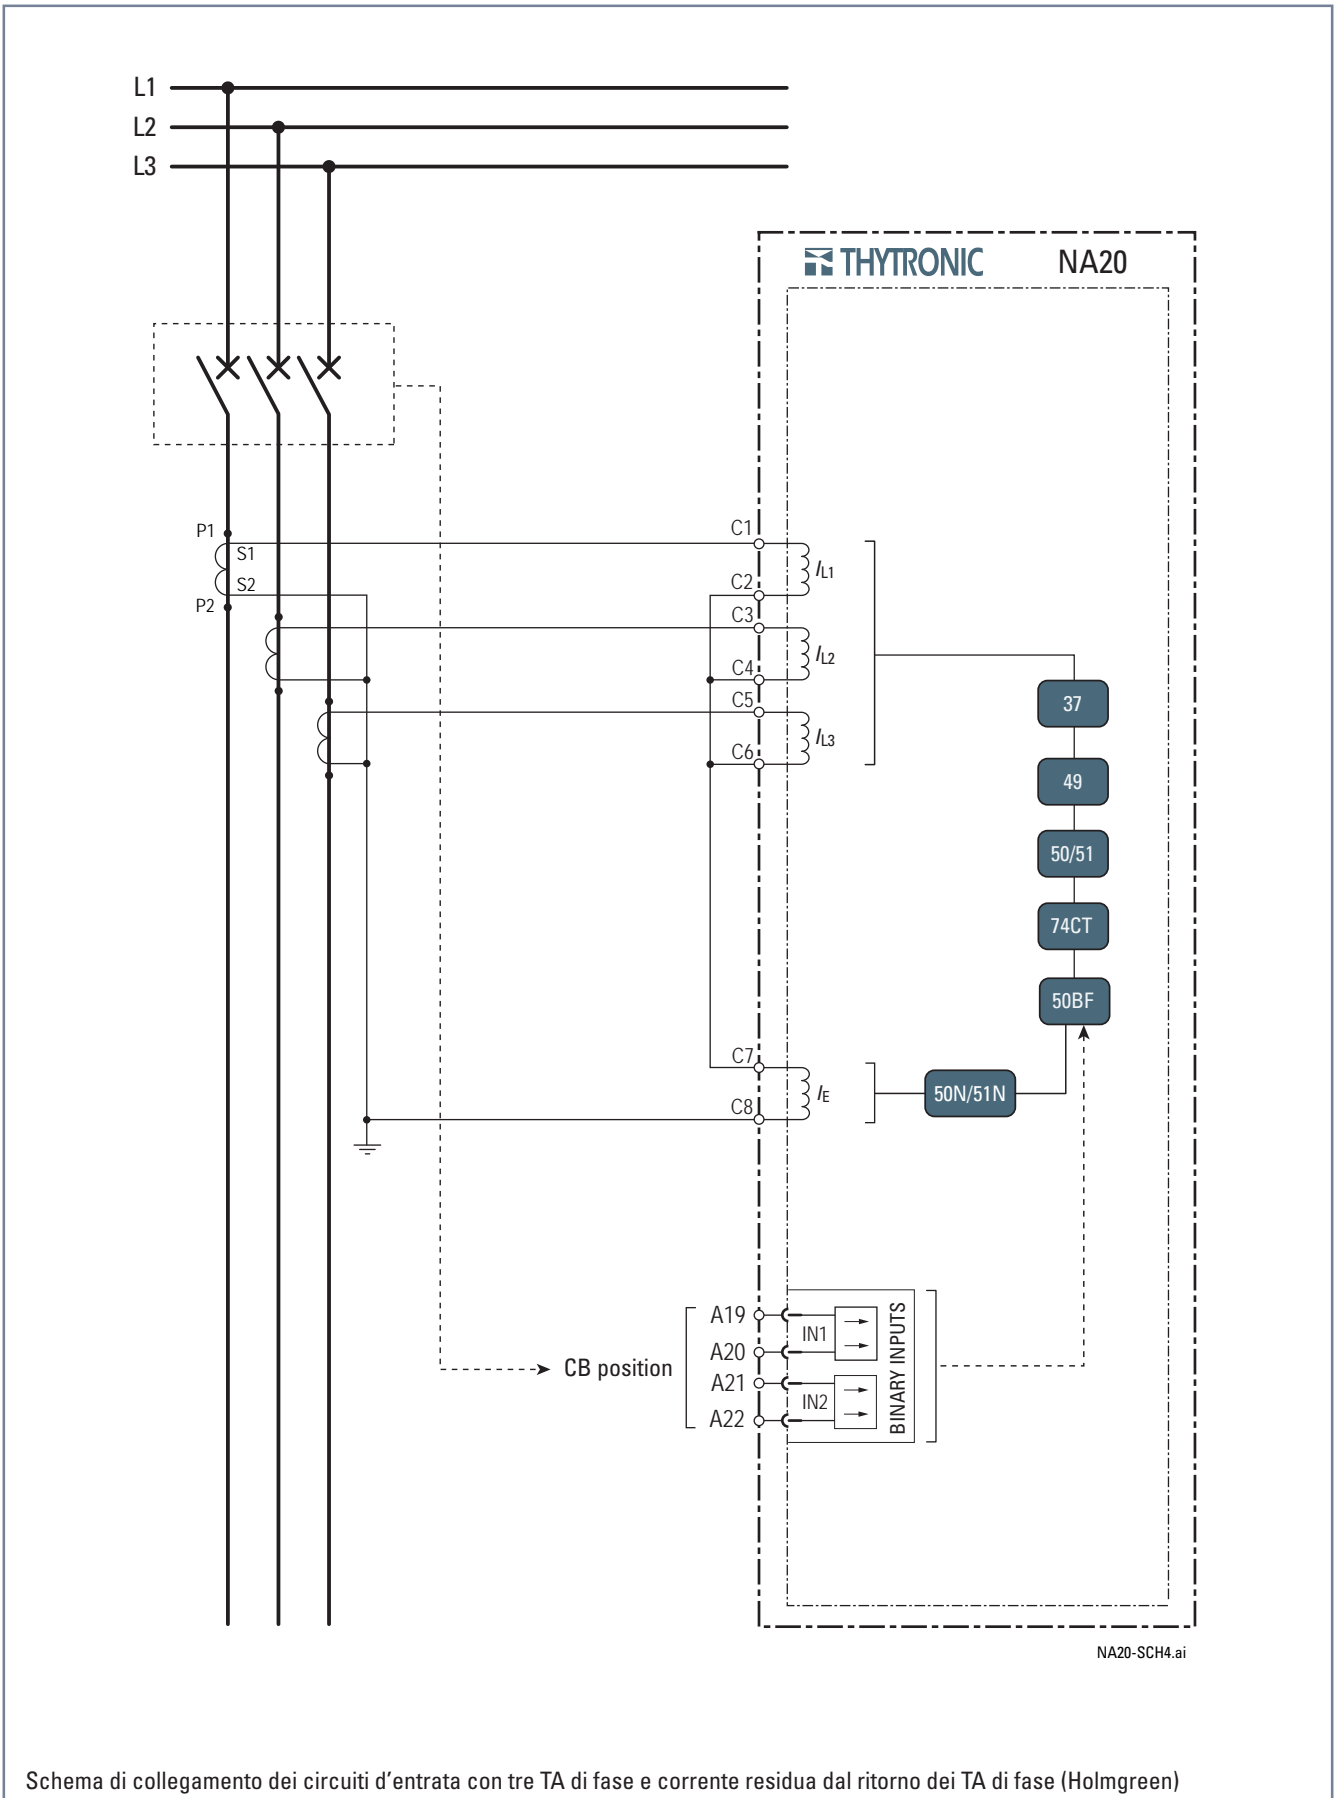 L1
L2
L3
THYTRONIC NA20
P1
S1
S2
P2
C1
C2
C3
C4
C5
C6
C7
C8
IL1
IL2
IL3
IE
37
49
50/51
74CT
50BF
50N/51N
CB position
A19
A20
A21
A22
IN1
IN2
BINARY INPUTS
NA20-SCH4.ai
Schema di collegamento dei circuiti d'entrata con tre TA di fase e corrente residua dal ritorno dei TA di fase (Holmgreen)